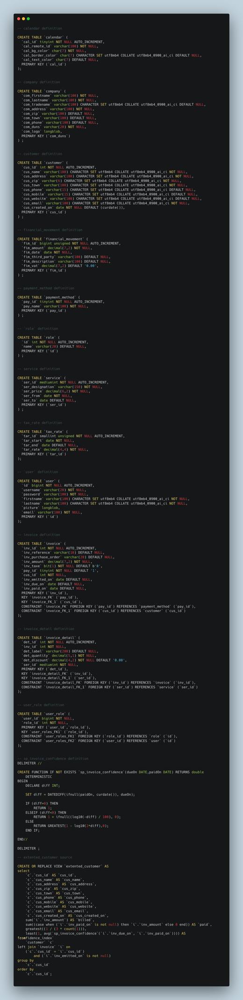 -- calendar definition
CREATE TABLE `calendar` (
`cal_id` tinyint NOT NULL AUTO_INCREMENT,
`cal_remote_id` varchar(100) NOT NULL,
`cal_bg_color` char(7) NOT NULL,
`cal_border_color` char(7) CHARACTER SET utf8mb4 COLLATE utf8mb4_0900_ai_ci DEFAULT NULL,
`cal_text_color` char(7) DEFAULT NULL,
PRIMARY KEY (`cal_id`)
);
-- company definition
CREATE TABLE `company` (
`com_firstname` varchar(100) NOT NULL,
`com_lastname` varchar(100) NOT NULL,
`com_tradename` varchar(100) CHARACTER SET utf8mb4 COLLATE utf8mb4_0900_ai_ci DEFAULT NULL,
`com_address` varchar(100) NOT NULL,
`com_zip` varchar(100) DEFAULT NULL,
`com_town` varchar(100) DEFAULT NULL,
`com_phone` varchar(100) DEFAULT NULL,
`com_duns` varchar(20) NOT NULL,
`com_logo` longblob,
PRIMARY KEY (`com_duns`)
) ;
-- customer definition
CREATE TABLE `customer` (
`cus_id` int NOT NULL AUTO_INCREMENT,
`cus_name` varchar(100) CHARACTER SET utf8mb4 COLLATE utf8mb4_0900_ai_ci NOT NULL,
`cus_address` varchar(100) CHARACTER SET utf8mb4 COLLATE utf8mb4_0900_ai_ci NOT NULL,
`cus_zip` varchar(6) CHARACTER SET utf8mb4 COLLATE utf8mb4_0900_ai_ci NOT NULL,
`cus_town` varchar(100) CHARACTER SET utf8mb4 COLLATE utf8mb4_0900_ai_ci NOT NULL,
`cus_phone` varchar(15) CHARACTER SET utf8mb4 COLLATE utf8mb4_0900_ai_ci DEFAULT NULL,
`cus_mobile` varchar(15) CHARACTER SET utf8mb4 COLLATE utf8mb4_0900_ai_ci DEFAULT NULL,
`cus_website` varchar(100) CHARACTER SET utf8mb4 COLLATE utf8mb4_0900_ai_ci DEFAULT NULL,
`cus_email` varchar(100) CHARACTER SET utf8mb4 COLLATE utf8mb4_0900_ai_ci NOT NULL,
`cus_created_on` date NOT NULL DEFAULT (curdate()),
PRIMARY KEY (`cus_id`)
) ;
-- financial_movement definition
CREATE TABLE `financial_movement` (
`fim_id` bigint unsigned NOT NULL AUTO_INCREMENT,
`fim_amount` decimal(7,2) NOT NULL,
`fim_date` date NOT NULL,
`fim_third_party` varchar(100) DEFAULT NULL,
`fim_description` varchar(100) DEFAULT NULL,
`fim_vat` decimal(7,2) DEFAULT '0.00',
PRIMARY KEY (`fim_id`)
) ;
-- payment_method definition
CREATE TABLE `payment_method` (
`pay_id` tinyint NOT NULL AUTO_INCREMENT,
`pay_name` varchar(100) NOT NULL,
PRIMARY KEY (`pay_id`)
) ;
-- `role` definition
CREATE TABLE `role` (
`id` int NOT NULL AUTO_INCREMENT,
`name` varchar(20) DEFAULT NULL,
PRIMARY KEY (`id`)
) ;
-- service definition
CREATE TABLE `service` (
`ser_id` mediumint NOT NULL AUTO_INCREMENT,
`ser_designation` varchar(150) NOT NULL,
`ser_price` decimal(6,2) NOT NULL,
`ser_from` date NOT NULL,
`ser_to` date DEFAULT NULL,
PRIMARY KEY (`ser_id`)
) ;
-- tax_rate definition
CREATE TABLE `tax_rate` (
`tar_id` smallint unsigned NOT NULL AUTO_INCREMENT,
`tar_start` date NOT NULL,
`tar_end` date DEFAULT NULL,
`tar_rate` decimal(4,4) NOT NULL,
PRIMARY KEY (`tar_id`)
);
-- `user` definition
CREATE TABLE `user` (
`id` bigint NOT NULL AUTO_INCREMENT,
`username` varchar(20) NOT NULL,
`password` varchar(100) NOT NULL,
`firstname` varchar(100) CHARACTER SET utf8mb4 COLLATE utf8mb4_0900_ai_ci NOT NULL,
`lastname` varchar(100) CHARACTER SET utf8mb4 COLLATE utf8mb4_0900_ai_ci NOT NULL,
`picture` longblob,
`email` varchar(100) NOT NULL,
PRIMARY KEY (`id`)
);
-- invoice definition
CREATE TABLE `invoice` (
`inv_id` int NOT NULL AUTO_INCREMENT,
`inv_reference` varchar(10) DEFAULT NULL,
`inv_purchase_order` varchar(20) DEFAULT NULL,
`inv_amount` decimal(7,2) NOT NULL,
`inv_taxe` bit(1) NOT NULL DEFAULT b'0',
`pay_id` tinyint NOT NULL DEFAULT '1',
`cus_id` int NOT NULL,
`inv_emitted_on` date DEFAULT NULL,
`inv_due_on` date DEFAULT NULL,
`inv_paid_on` date DEFAULT NULL,
PRIMARY KEY (`inv_id`),
KEY `invoice_FK` (`pay_id`),
KEY `invoice_FK_1` (`cus_id`),
CONSTRAINT `invoice_FK` FOREIGN KEY (`pay_id`) REFERENCES `payment_method` (`pay_id`),
CONSTRAINT `invoice_FK_1` FOREIGN KEY (`cus_id`) REFERENCES `customer` (`cus_id`)
);
-- invoice_detail definition
CREATE TABLE `invoice_detail` (
`det_id` int NOT NULL AUTO_INCREMENT,
`inv_id` int NOT NULL,
`det_label` varchar(200) DEFAULT NULL,
`det_quantity` decimal(5,1) NOT NULL,
`det_discount` decimal(4,2) NOT NULL DEFAULT '0.00',
`ser_id` mediumint NOT NULL,
PRIMARY KEY (`det_id`),
KEY `invoice_detail_FK` (`inv_id`),
KEY `invoice_detail_FK_1` (`ser_id`),
CONSTRAINT `invoice_detail_FK` FOREIGN KEY (`inv_id`) REFERENCES `invoice` (`inv_id`),
CONSTRAINT `invoice_detail_FK_1` FOREIGN KEY (`ser_id`) REFERENCES `service` (`ser_id`)
);
-- user_role definition
CREATE TABLE `user_role` (
`user_id` bigint NOT NULL,
`role_id` int NOT NULL,
PRIMARY KEY (`user_id`,`role_id`),
KEY `user_roles_FK1` (`role_id`),
CONSTRAINT `user_roles_FK1` FOREIGN KEY (`role_id`) REFERENCES `role` (`id`),
CONSTRAINT `user_roles_FK2` FOREIGN KEY (`user_id`) REFERENCES `user` (`id`)
);
-- sp_invoice_confidence definition
DELIMITER //
CREATE FUNCTION IF NOT EXISTS `sp_invoice_confidence`(dueOn DATE,paidOn DATE) RETURNS double
DETERMINISTIC
BEGIN
DECLARE diff INT;
SET diff = DATEDIFF(ifnull(paidOn, curdate()), dueOn);
IF (diff=0) THEN
RETURN 1;
ELSEIF (diff<0) THEN
RETURN 1 + ifnull((log10(-diff) / 100), 0);
ELSE
RETURN GREATEST(1 - log10(2*diff),0);
END IF;
END//
DELIMITER ;
-- extented_customer source
CREATE OR REPLACE VIEW `extented_customer` AS
select
`c`.`cus_id` AS `cus_id`,
`c`.`cus_name` AS `cus_name`,
`c`.`cus_address` AS `cus_address`,
`c`.`cus_zip` AS `cus_zip`,
`c`.`cus_town` AS `cus_town`,
`c`.`cus_phone` AS `cus_phone`,
`c`.`cus_mobile` AS `cus_mobile`,
`c`.`cus_website` AS `cus_website`,
`c`.`cus_email` AS `cus_email`,
`c`.`cus_created_on` AS `cus_created_on`,
sum(`i`.`inv_amount`) AS `billed`,
sum((case when (`i`.`inv_paid_on` is not null) then `i`.`inv_amount` else 0 end)) AS `paid`,
greatest((1 / (3 * count(1))),
least(1, avg(`sp_invoice_confidence`(`i`.`inv_due_on`, `i`.`inv_paid_on`)))) AS
`confidence_index`
from
`customer` `c`
left join `invoice` `i` on
(`c`.`cus_id` = `i`.`cus_id`)
and (`i`.`inv_emitted_on` is not null)
group by
`c`.`cus_id`
order by
`c`.`cus_id`;